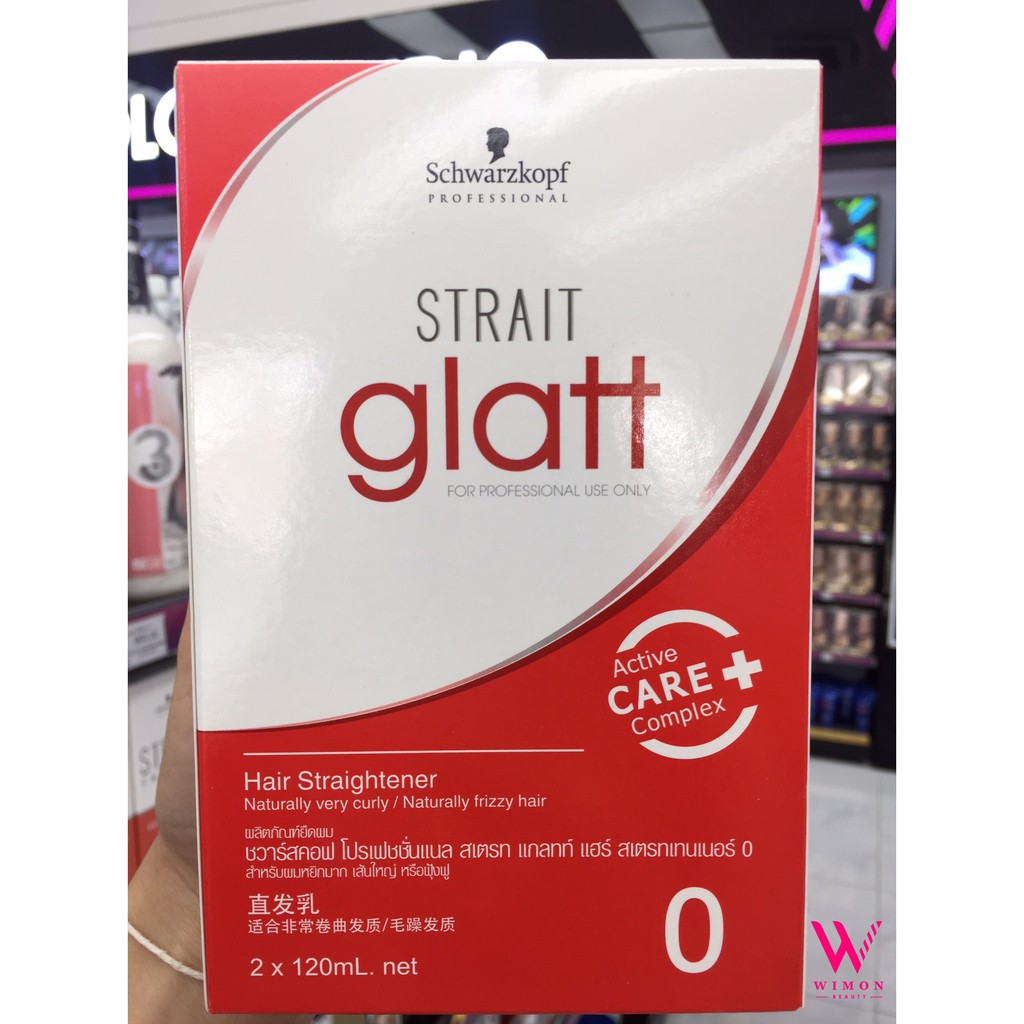 Schwarzkopf
PROFESSIONAL
STRAIT
glatt
FOR PROFESSIONAL USE ONLY
3
Active
CARE +
Complex
Hair Straightener
Naturally very curly / Naturally frizzy hair
ผลิตภัณฑ์ยืดผม
ชวาร์สคอฟ โปรเฟชชั่นแนล สเตรท แกลทท์ แฮร์ สเตรทเทนเนอร์ 0
สำหรับผมหยิกมาก เส้นใหญ่ หรือฟุ้งฟู
直发乳
适合非常卷曲发质/毛躁发质
2 x 120mL. net
0
W
WIMON
BEAUTY